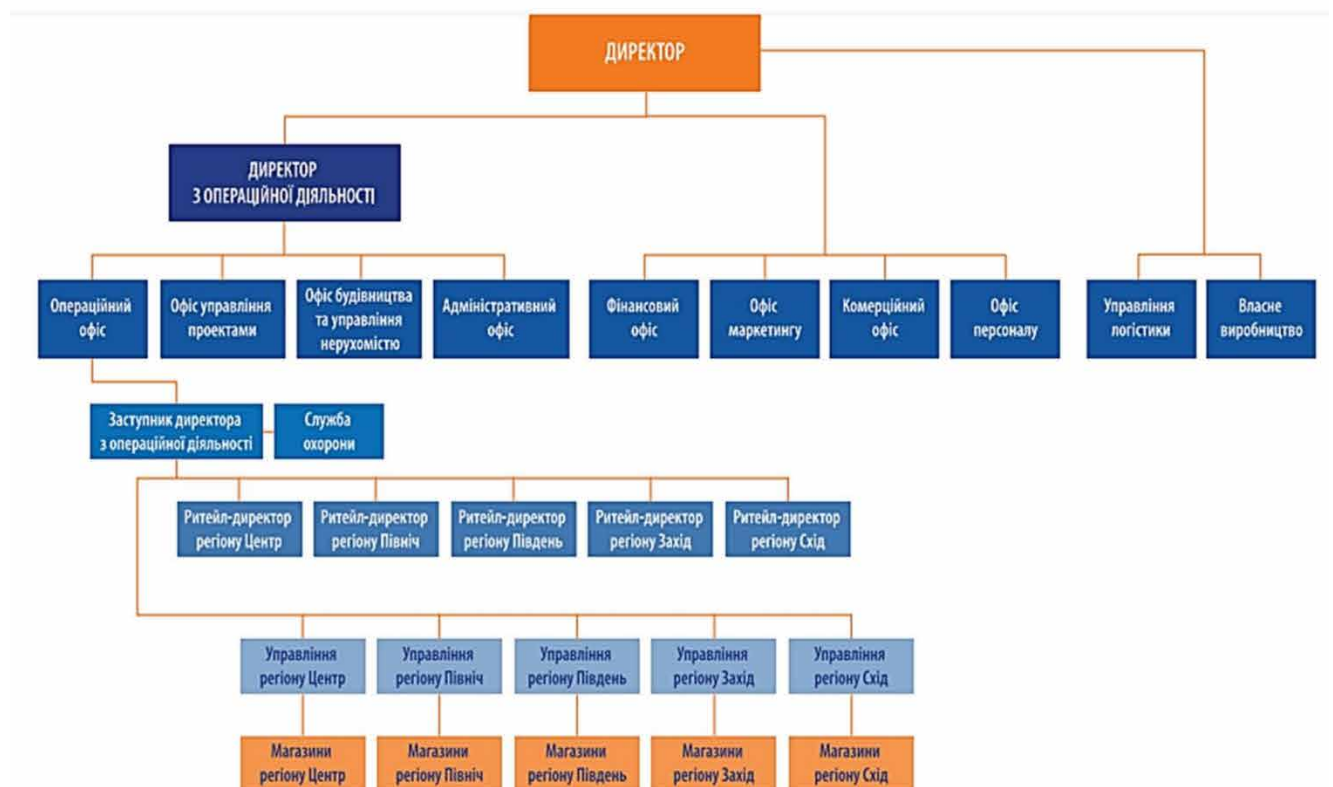 ДИРЕКТОР
ДИРЕКТОР
З ОПЕРАЦІЙНОЇ ДІЯЛЬНОСТІ
Операційний
офіс
Офіс управління
проектами
Офіс будівництва
та управління
нерухомістю
Адміністративний
офіс
Фінансовий
офіс
Офіс
маркетингу
Комерційний
офіс
Офіс
персоналу
Управління
логістики
Власне
виробництво
Заступник директора
з операційної діяльності
Служба
охорони
Ритейл-директор
регіону Центр
Ритейл-директор
регіону Північ
Ритейл-директор
регіону Південь
Ритейл-директор
регіону Захід
Ритейл-директор
регіону Схід
Управління
регіону Центр
Управління
регіону Північ
Управління
регіону Південь
Управління
регіону Захід
Управління
регіону Схід
Магазини
регіону Центр
Магазини
регіону Північ
Магазини
регіону Південь
Магазини
регіону Захід
Магазини
регіону Схід